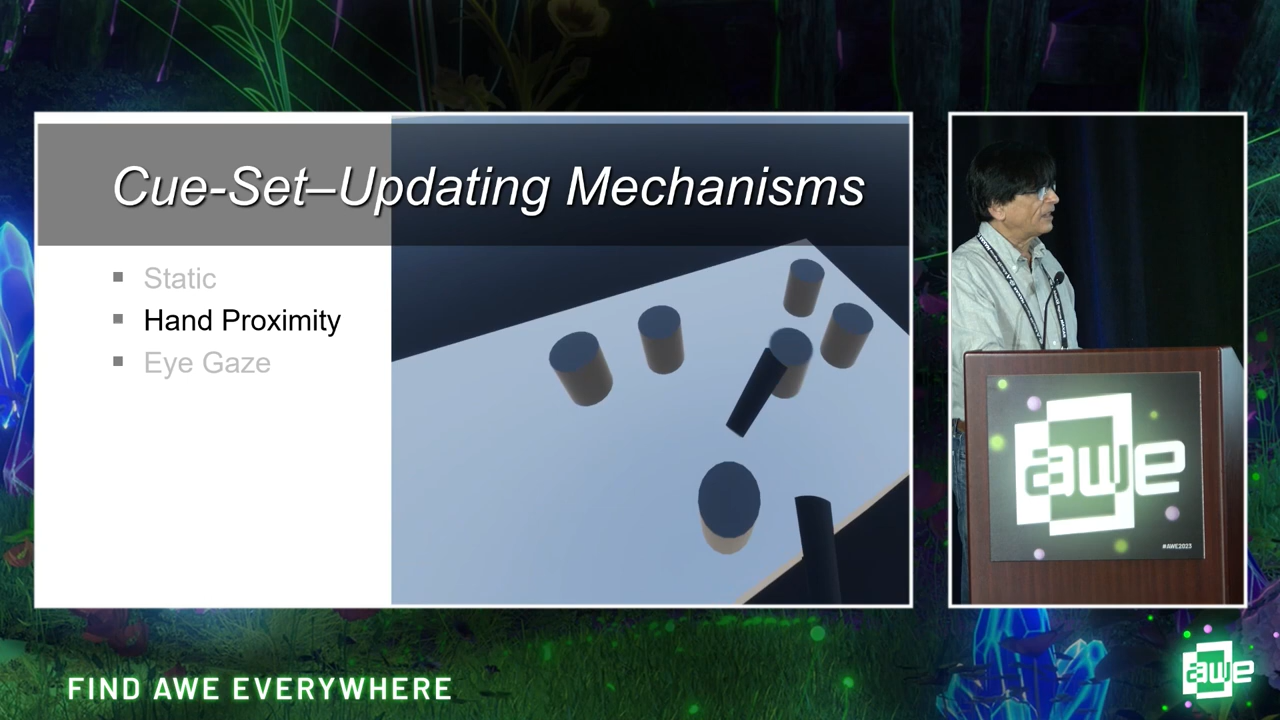 Cue-Set–Updating Mechanisms
Static
Hand Proximity
Eye Gaze
awe
#AWE2023
FIND AWE EVERYWHERE
awe